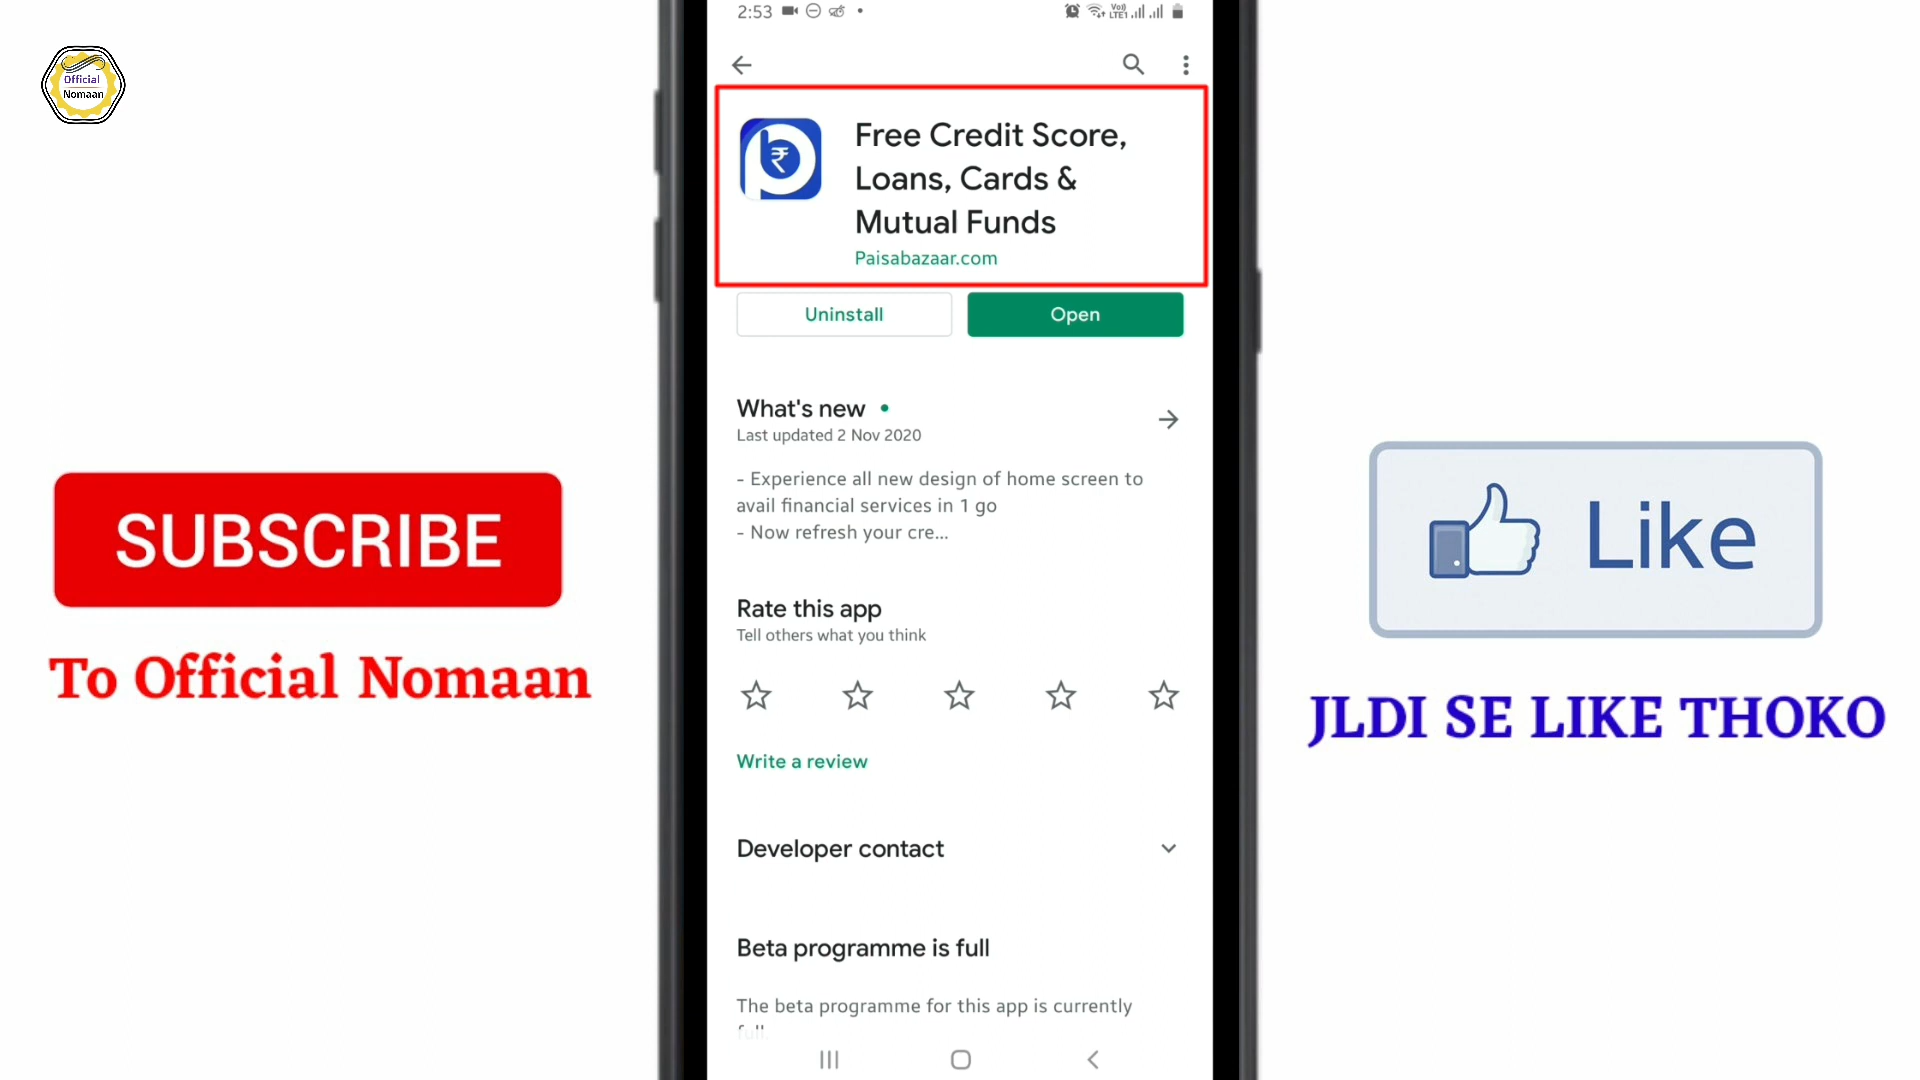 Official
Nomaan
2:53
Vo))
LTE1
Free Credit Score,
Loans, Cards &
Mutual Funds
Paisabazaar.com
Uninstall
Open
What's new
Last updated 2 Nov 2020
- Experience all new design of home screen to
avail financial services in 1 go
- Now refresh your cre...
Rate this app
Tell others what you think
Write a review
Developer contact
Beta programme is full
The beta programme for this app is currently
full.
SUBSCRIBE
To Official Nomaan
Like
JLDI SE LIKE THOKO